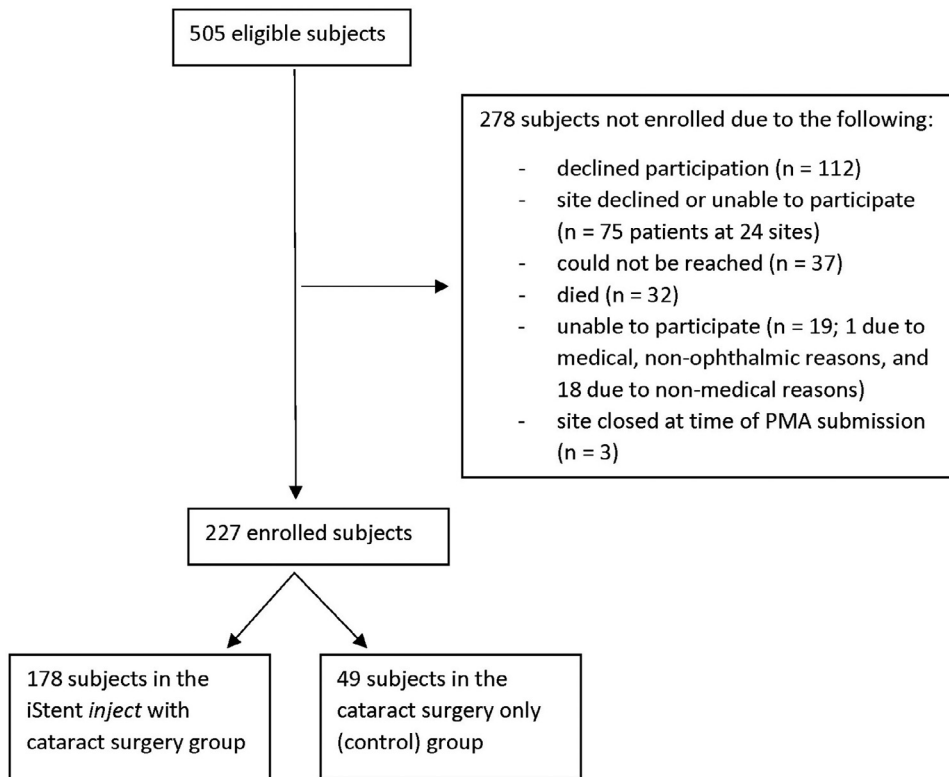 505 eligible subjects
278 subjects not enrolled due to the following:
- declined participation (n = 112)
- site declined or unable to participate
(n = 75 patients at 24 sites)
- could not be reached (n = 37)
- died (n = 32)
- unable to participate (n = 19; 1 due to
medical, non-ophthalmic reasons, and
18 due to non-medical reasons)
- site closed at time of PMA submission
(n = 3)
227 enrolled subjects
178 subjects in the
iStent inject with
cataract surgery group
49 subjects in the
cataract surgery only
(control) group